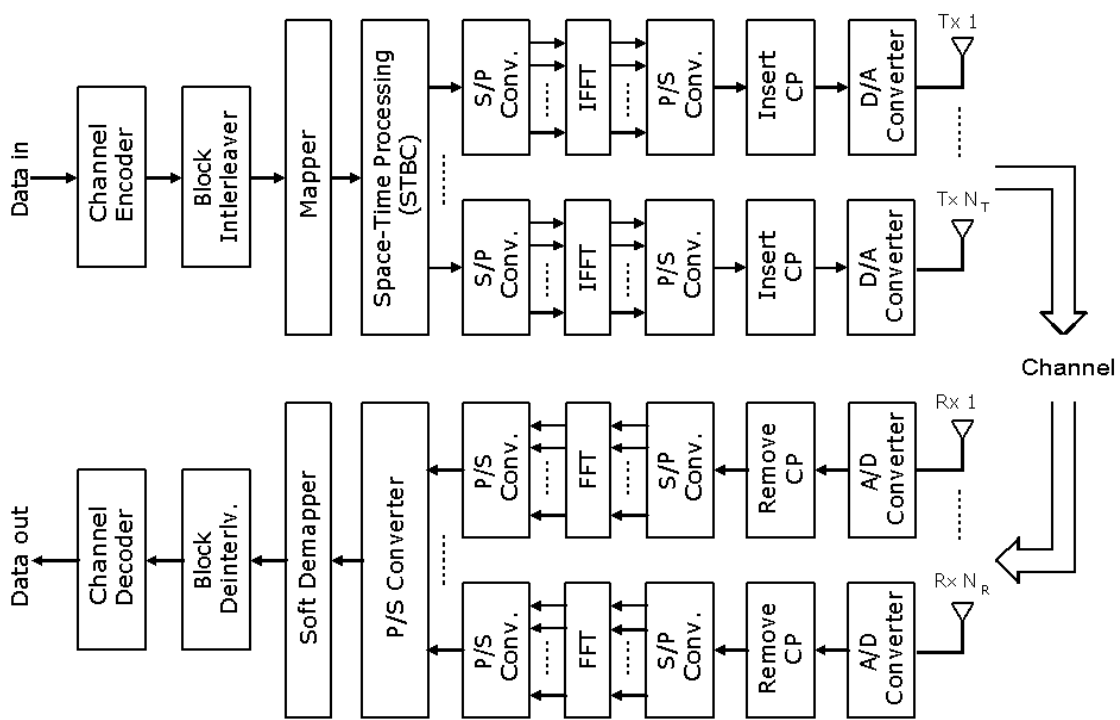 Data in
Channel
Encoder
Block
Intlerleaver
Mapper
Space-Time Processing
(STBC)
S/P
Conv.
IFFT
P/S
Conv.
Insert
CP
D/A
Converter
Tx 1
S/P
Conv.
IFFT
P/S
Conv.
Insert
CP
D/A
Converter
Tx N_T
Channel
Rx 1
A/D
Converter
Remove
CP
S/P
Conv.
FFT
P/S
Conv.
Rx N_R
A/D
Converter
Remove
CP
S/P
Conv.
FFT
P/S
Conv.
P/S Converter
Soft Demapper
Block
Deinterlv.
Channel
Decoder
Data out